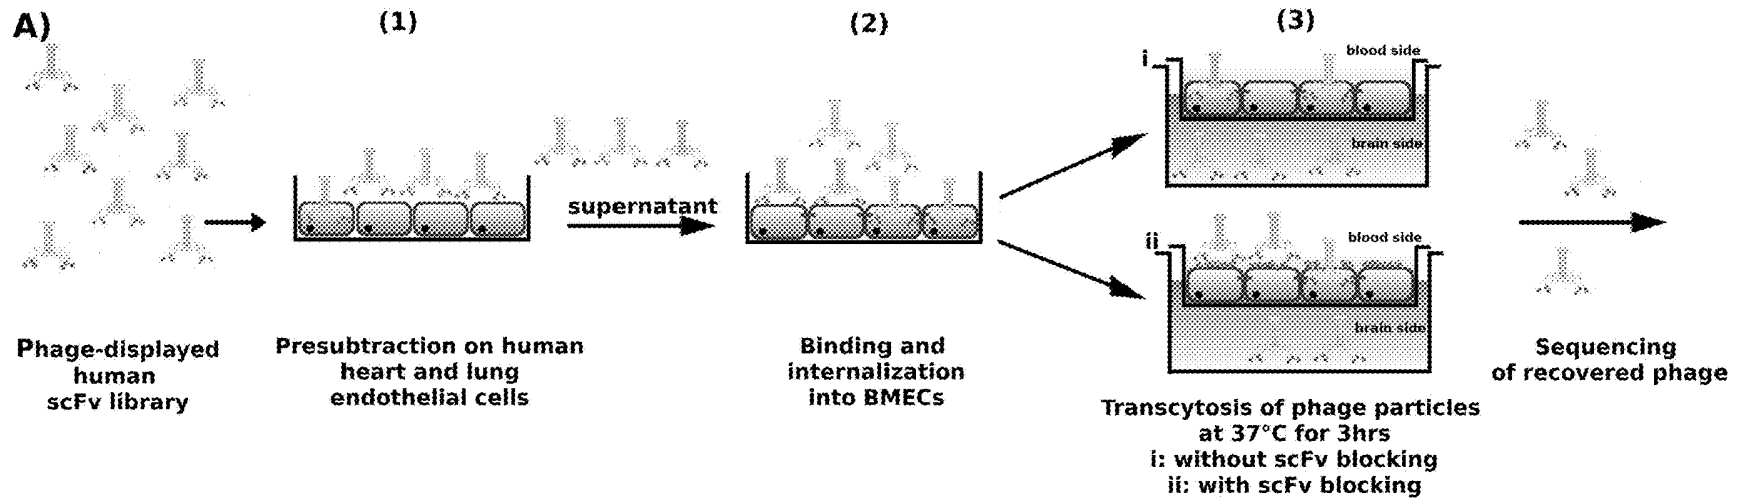 A)
(1)
(2)
(3)
supernatant
i
blood side
brain side
ii
blood side
brain side
Phage-displayed
human
scFv library
Presubtraction on human
heart and lung
endothelial cells
Binding and
internalization
into BMECs
Transcytosis of phage particles
at 37°C for 3hrs
i: without scFv blocking
ii: with scFv blocking
Sequencing
of recovered phage